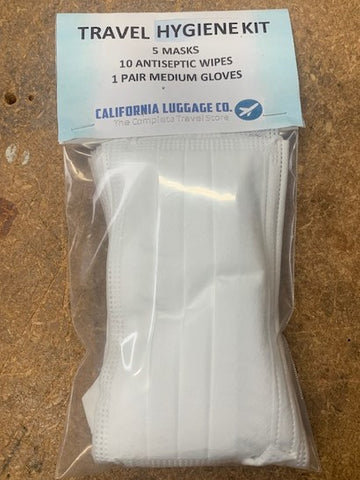 TRAVEL HYGIENE KIT
5 MASKS
10 ANTISEPTIC WIPES
1 PAIR MEDIUM GLOVES
CALIFORNIA LUGGAGE CO.
The Complete Travel Store